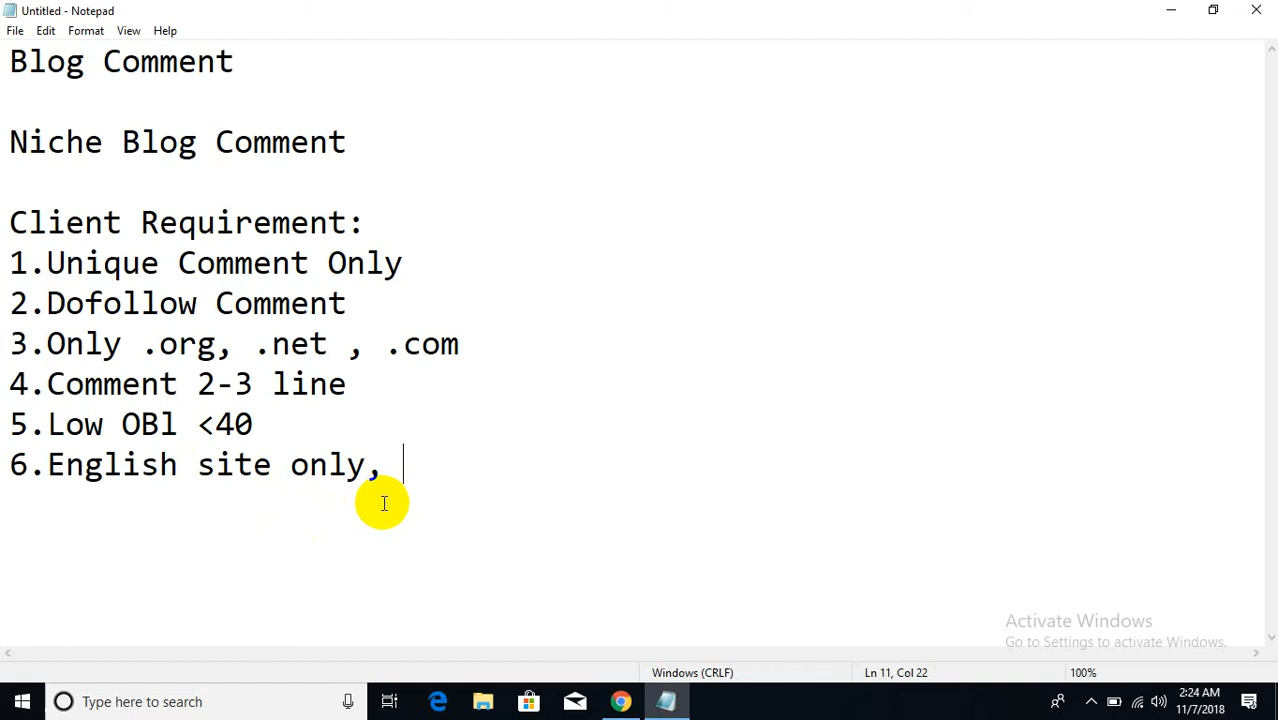 Untitled - Notepad
File Edit Format View Help
Blog Comment
Niche Blog Comment
Client Requirement:
1.Unique Comment Only
2.Dofollow Comment
3.Only .org, .net , .com
4.Comment 2-3 line
5.Low OBl <40
6.English site only,
Activate Windows
Go to Settings to activate Windows.
Windows (CRLF) Ln 11, Col 22 100%
Type here to search
2:24 AM
11/7/2018